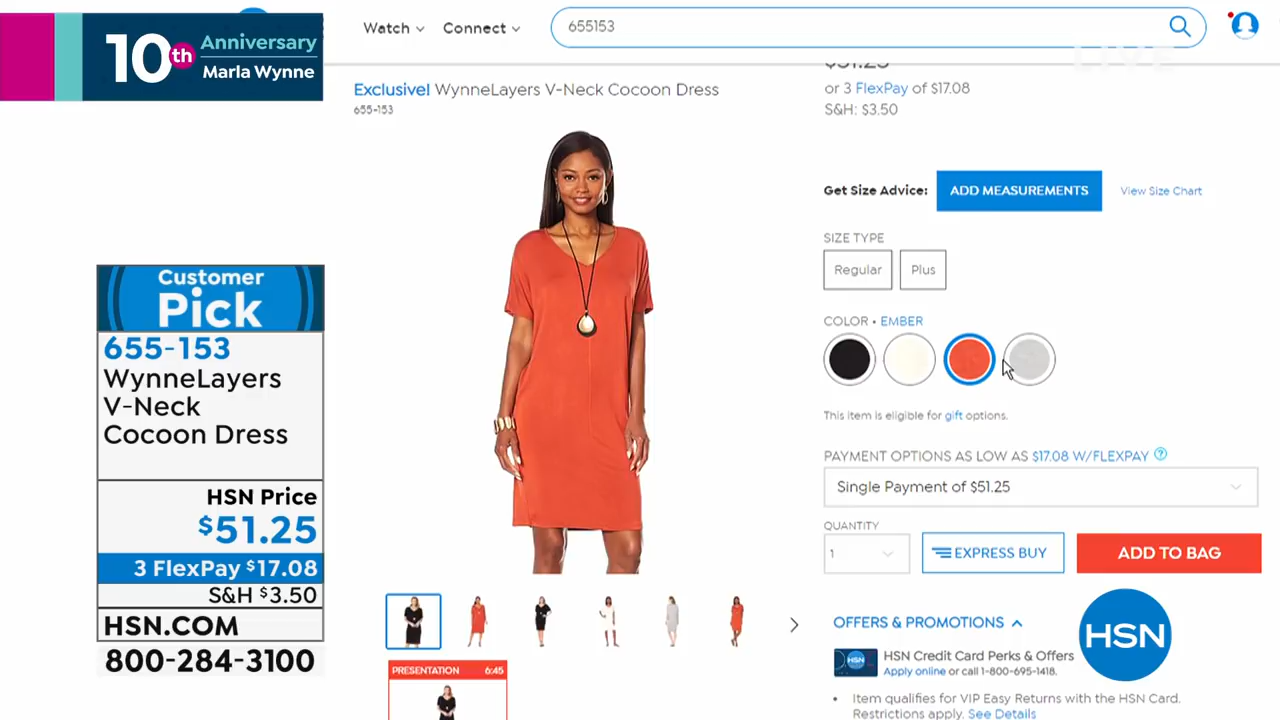 10th
Anniversary
Marla Wynne
Watch
Connect
655153
LIVE
$51.25
or 3 FlexPay of $17.08
S&H: $3.50
Exclusive! WynneLayers V-Neck Cocoon Dress
655-153
Get Size Advice:
ADD MEASUREMENTS
View Size Chart
SIZE TYPE
Regular
Plus
COLOR • EMBER
This item is eligible for gift options.
PAYMENT OPTIONS AS LOW AS $17.08 W/FLEXPAY ?
Single Payment of $51.25
QUANTITY
1
EXPRESS BUY
ADD TO BAG
OFFERS & PROMOTIONS
HSN
HSN Credit Card Perks & Offers
Apply online or call 1-800-695-1418.
• Item qualifies for VIP Easy Returns with the HSN Card.
Restrictions apply. See Details
HSN
PRESENTATION 6:45
Customer
Pick
655-153
WynneLayers
V-Neck
Cocoon Dress
HSN Price
$51.25
3 FlexPay $17.08
S&H $3.50
HSN.COM
800-284-3100